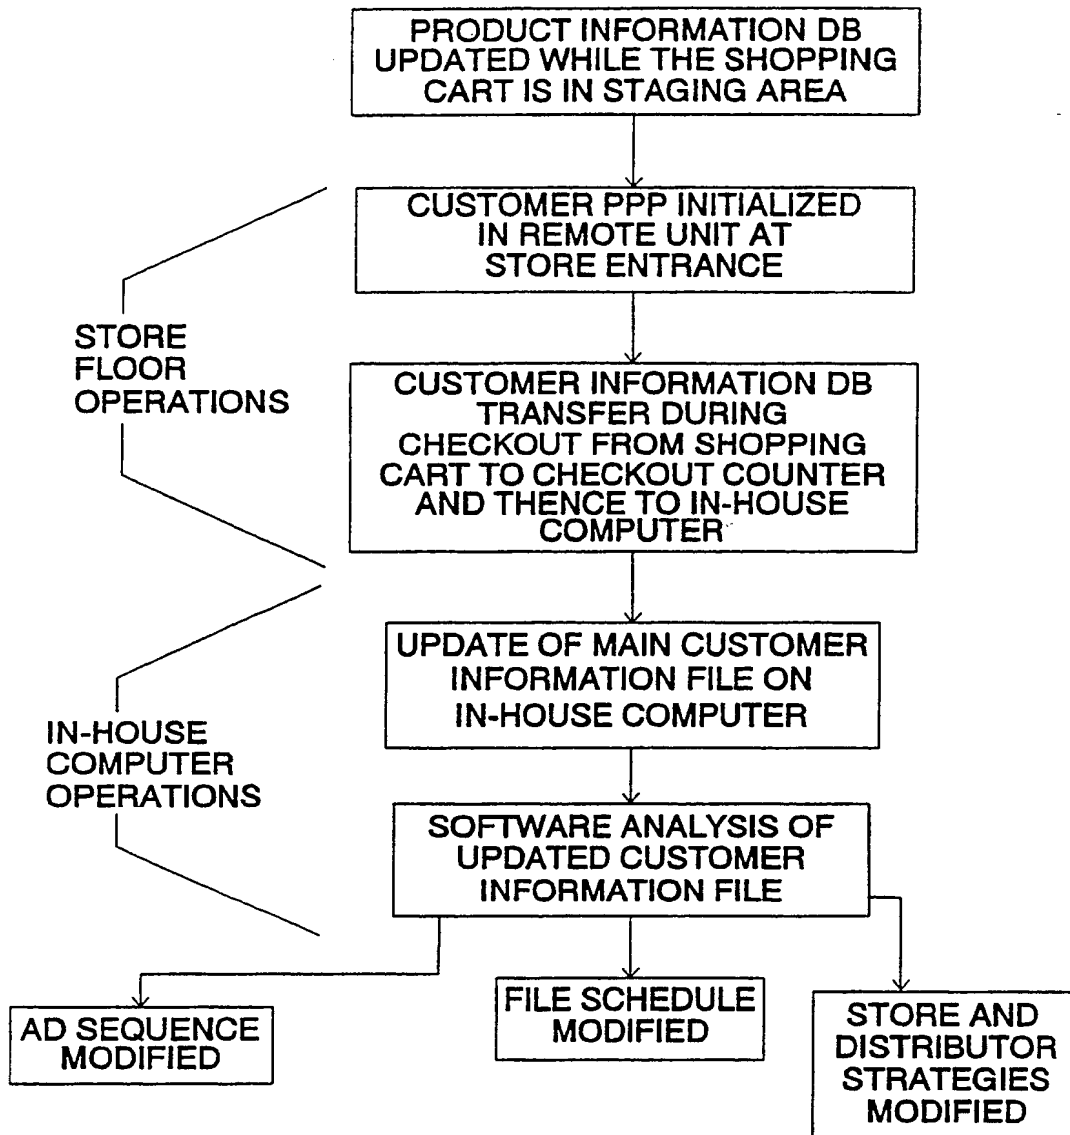 PRODUCT INFORMATION DB
UPDATED WHILE THE SHOPPING
CART IS IN STAGING AREA
CUSTOMER PPP INITIALIZED
IN REMOTE UNIT AT
STORE ENTRANCE
STORE
FLOOR
OPERATIONS
CUSTOMER INFORMATION DB
TRANSFER DURING
CHECKOUT FROM SHOPPING
CART TO CHECKOUT COUNTER
AND THENCE TO IN-HOUSE
COMPUTER
UPDATE OF MAIN CUSTOMER
INFORMATION FILE ON
IN-HOUSE COMPUTER
IN-HOUSE
COMPUTER
OPERATIONS
SOFTWARE ANALYSIS OF
UPDATED CUSTOMER
INFORMATION FILE
AD SEQUENCE
MODIFIED
FILE SCHEDULE
MODIFIED
STORE AND
DISTRIBUTOR
STRATEGIES
MODIFIED